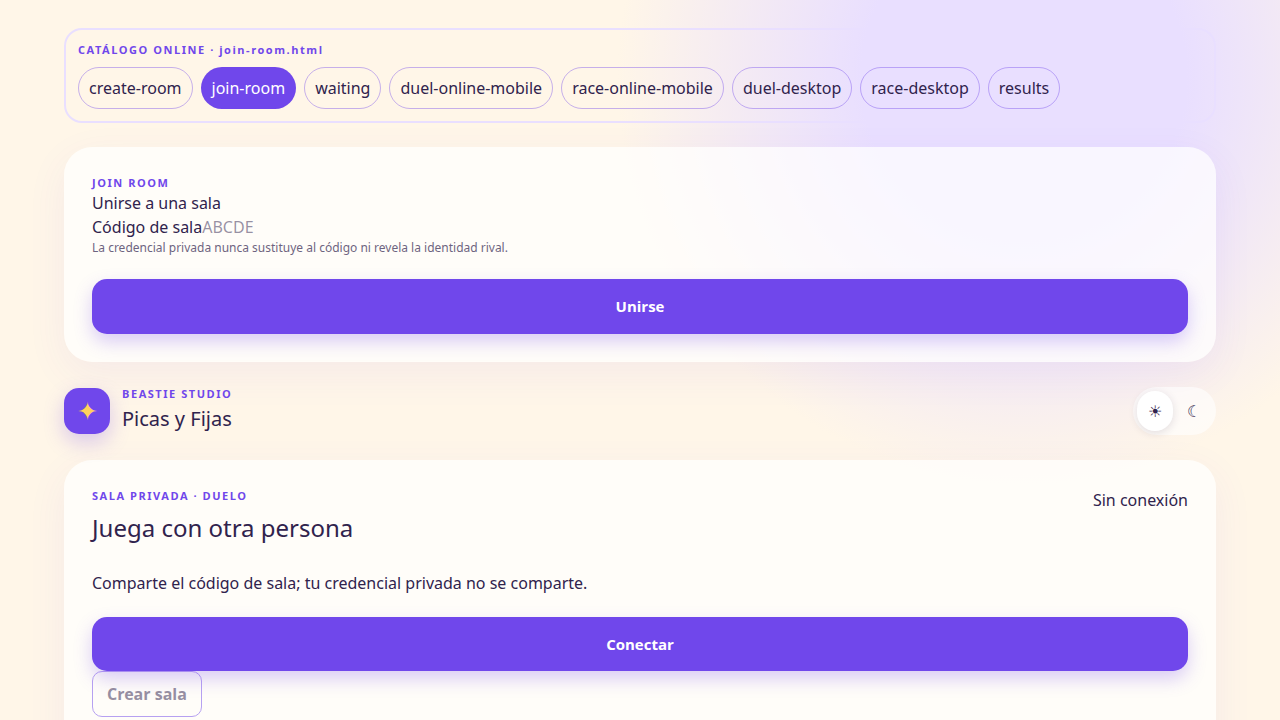 CATÁLOGO ONLINE · join-room.html
create-room join-room waiting duel-online-mobile race-online-mobile duel-desktop race-desktop results
JOIN ROOM
Unirse a una sala
Código de salaABCDE
La credencial privada nunca sustituye al código ni revela la identidad rival.
Unirse
BEASTIE STUDIO
Picas y Fijas
SALA PRIVADA · DUELO
Sin conexión
Juega con otra persona
Comparte el código de sala; tu credencial privada no se comparte.
Conectar
Crear sala